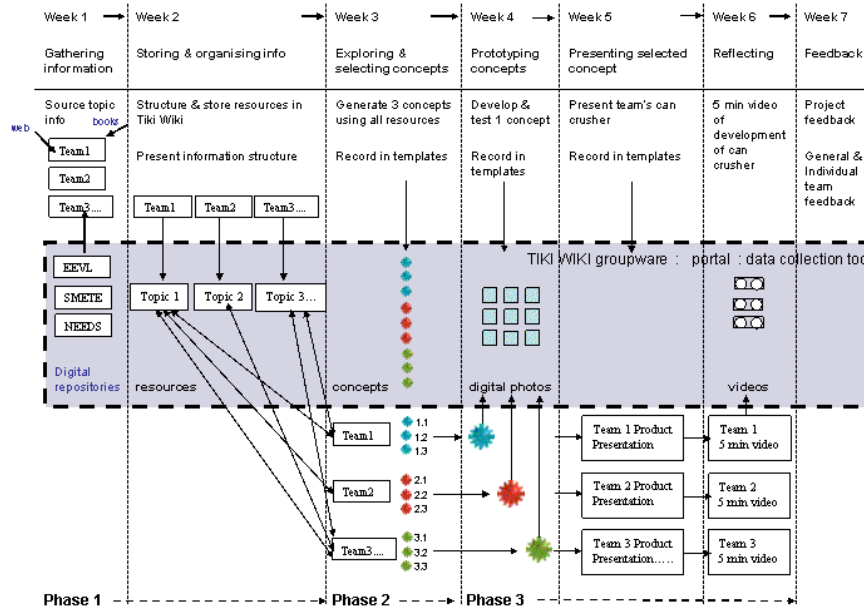 Week 1
Week 2
Week 3
Week 4
Week 5
Week 6
Week 7
Gathering
information
Storing & organising info
Exploring &
selecting concepts
Prototyping
concepts
Presenting selected
concept
Reflecting
Feedback
Source topic
info
web
books
Team1
Team2
Team3....
Structure & store resources in
Tiki Wiki
Present information structure
Team1
Team2
Team3....
Generate 3 concepts
using all resources
Record in templates
Develop &
test 1 concept
Record in
templates
Present team's can
crusher
Record in templates
5 min video
of
development
of can
crusher
Project
feedback
General &
Individual
team
feedback
TIKI WIKI groupware : portal : data collection too
EEVL
SMETE
NEEDS
Topic 1
Topic 2
Topic 3...
Digital
repositories
resources
concepts
digital photos
videos
Team1
1.1
1.2
1.3
Team 1 Product
Presentation
Team 1
5 min video
Team2
2.1
2.2
2.3
Team 2 Product
Presentation
Team 2
5 min video
Team3....
3.1
3.2
3.3
Team 3 Product
Presentation.....
Team 3
5 min video
Phase 1
Phase 2
Phase 3